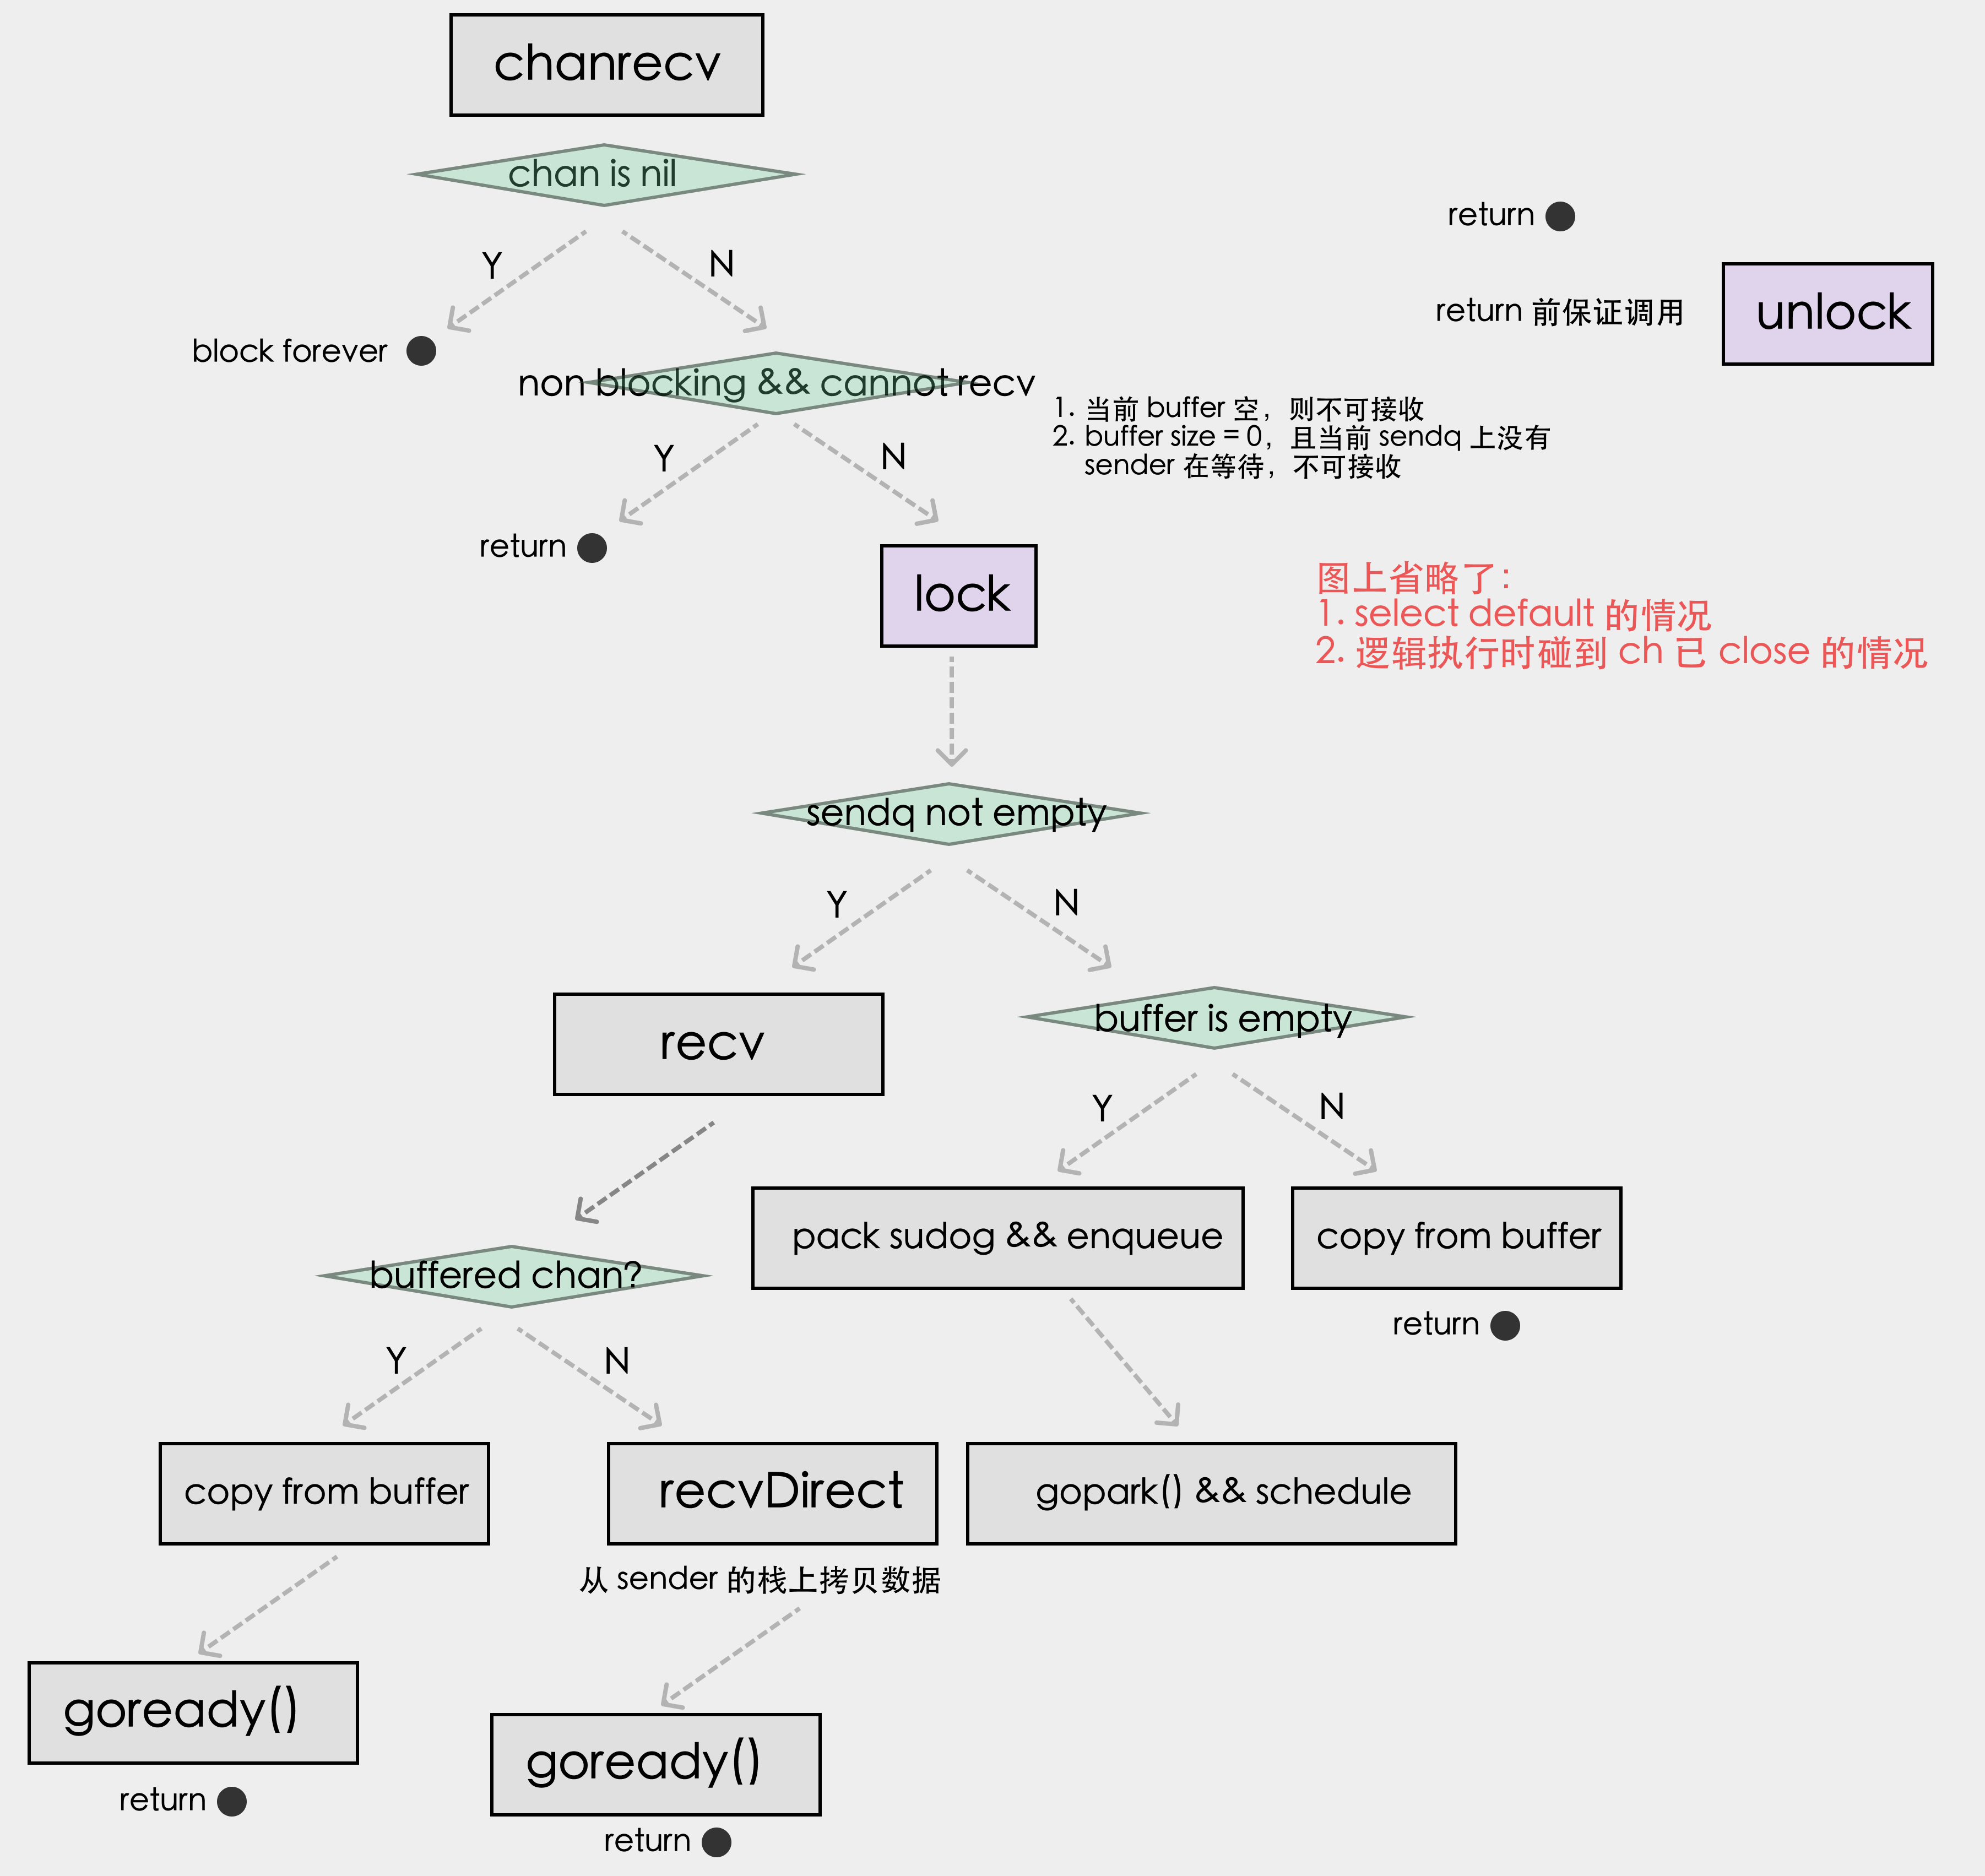 chanrecv
chan is nil
return
Y
N
return 前保证调用
unlock
block forever
non blocking && cannot recv
1. 当前 buffer 空，则不可接收
2. buffer size = 0，且当前 sendq 上没有
sender 在等待，不可接收
Y
N
return
lock
图上省略了：
1. select default 的情况
2. 逻辑执行时碰到 ch 已 close 的情况
sendq not empty
Y
N
recv
buffer is empty
Y
N
pack sudog && enqueue
copy from buffer
buffered chan?
return
Y
N
copy from buffer
recvDirect
gopark() && schedule
从 sender 的栈上拷贝数据
goready()
goready()
return
return